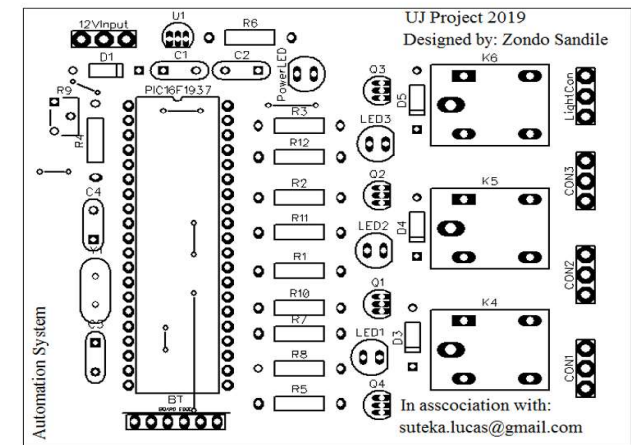 12VInput
U1
R6
UJ Project 2019
Designed by: Zondo Sandile
D1
C1
C2
PowerLED
Q3
K6
R9
PIC16F1937
D5
LightCon
R4
R3
LED3
R12
CON3
C4
R2
Q2
K5
R11
LED2
D4
Y1
R1
CON2
R10
Q1
K4
R7
LED1
D3
C3
R8
CON1
BT
R5
Q4
Automation System
In asscociation with:
suteka.lucas@gmail.com